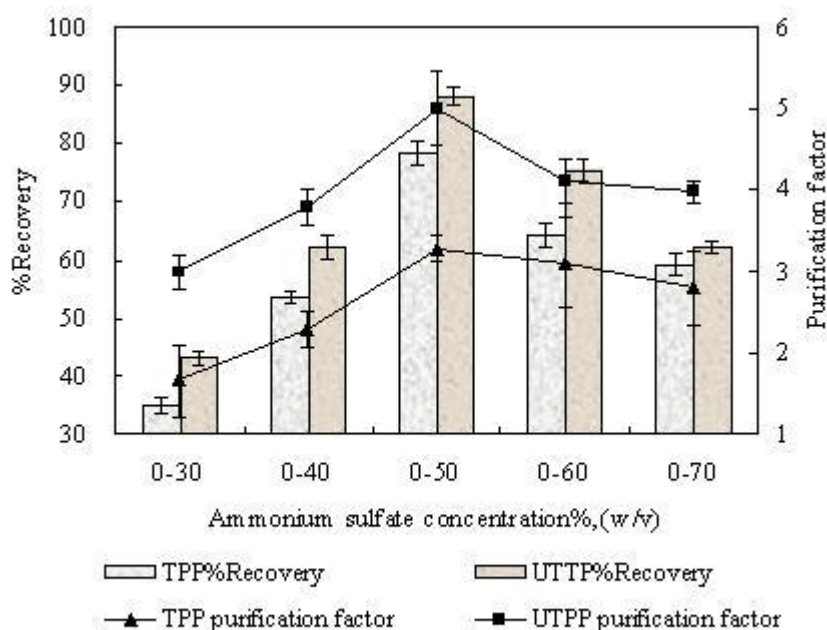 100
90
80
70
60
50
40
30
%Recovery
6
5
4
3
2
1
Purification factor
0-30 0-40 0-50 0-60 0-70
Ammonium sulfate concentration%,(w/v)
TPP%Recovery UTTP%Recovery
TPP purification factor UTPP purification factor